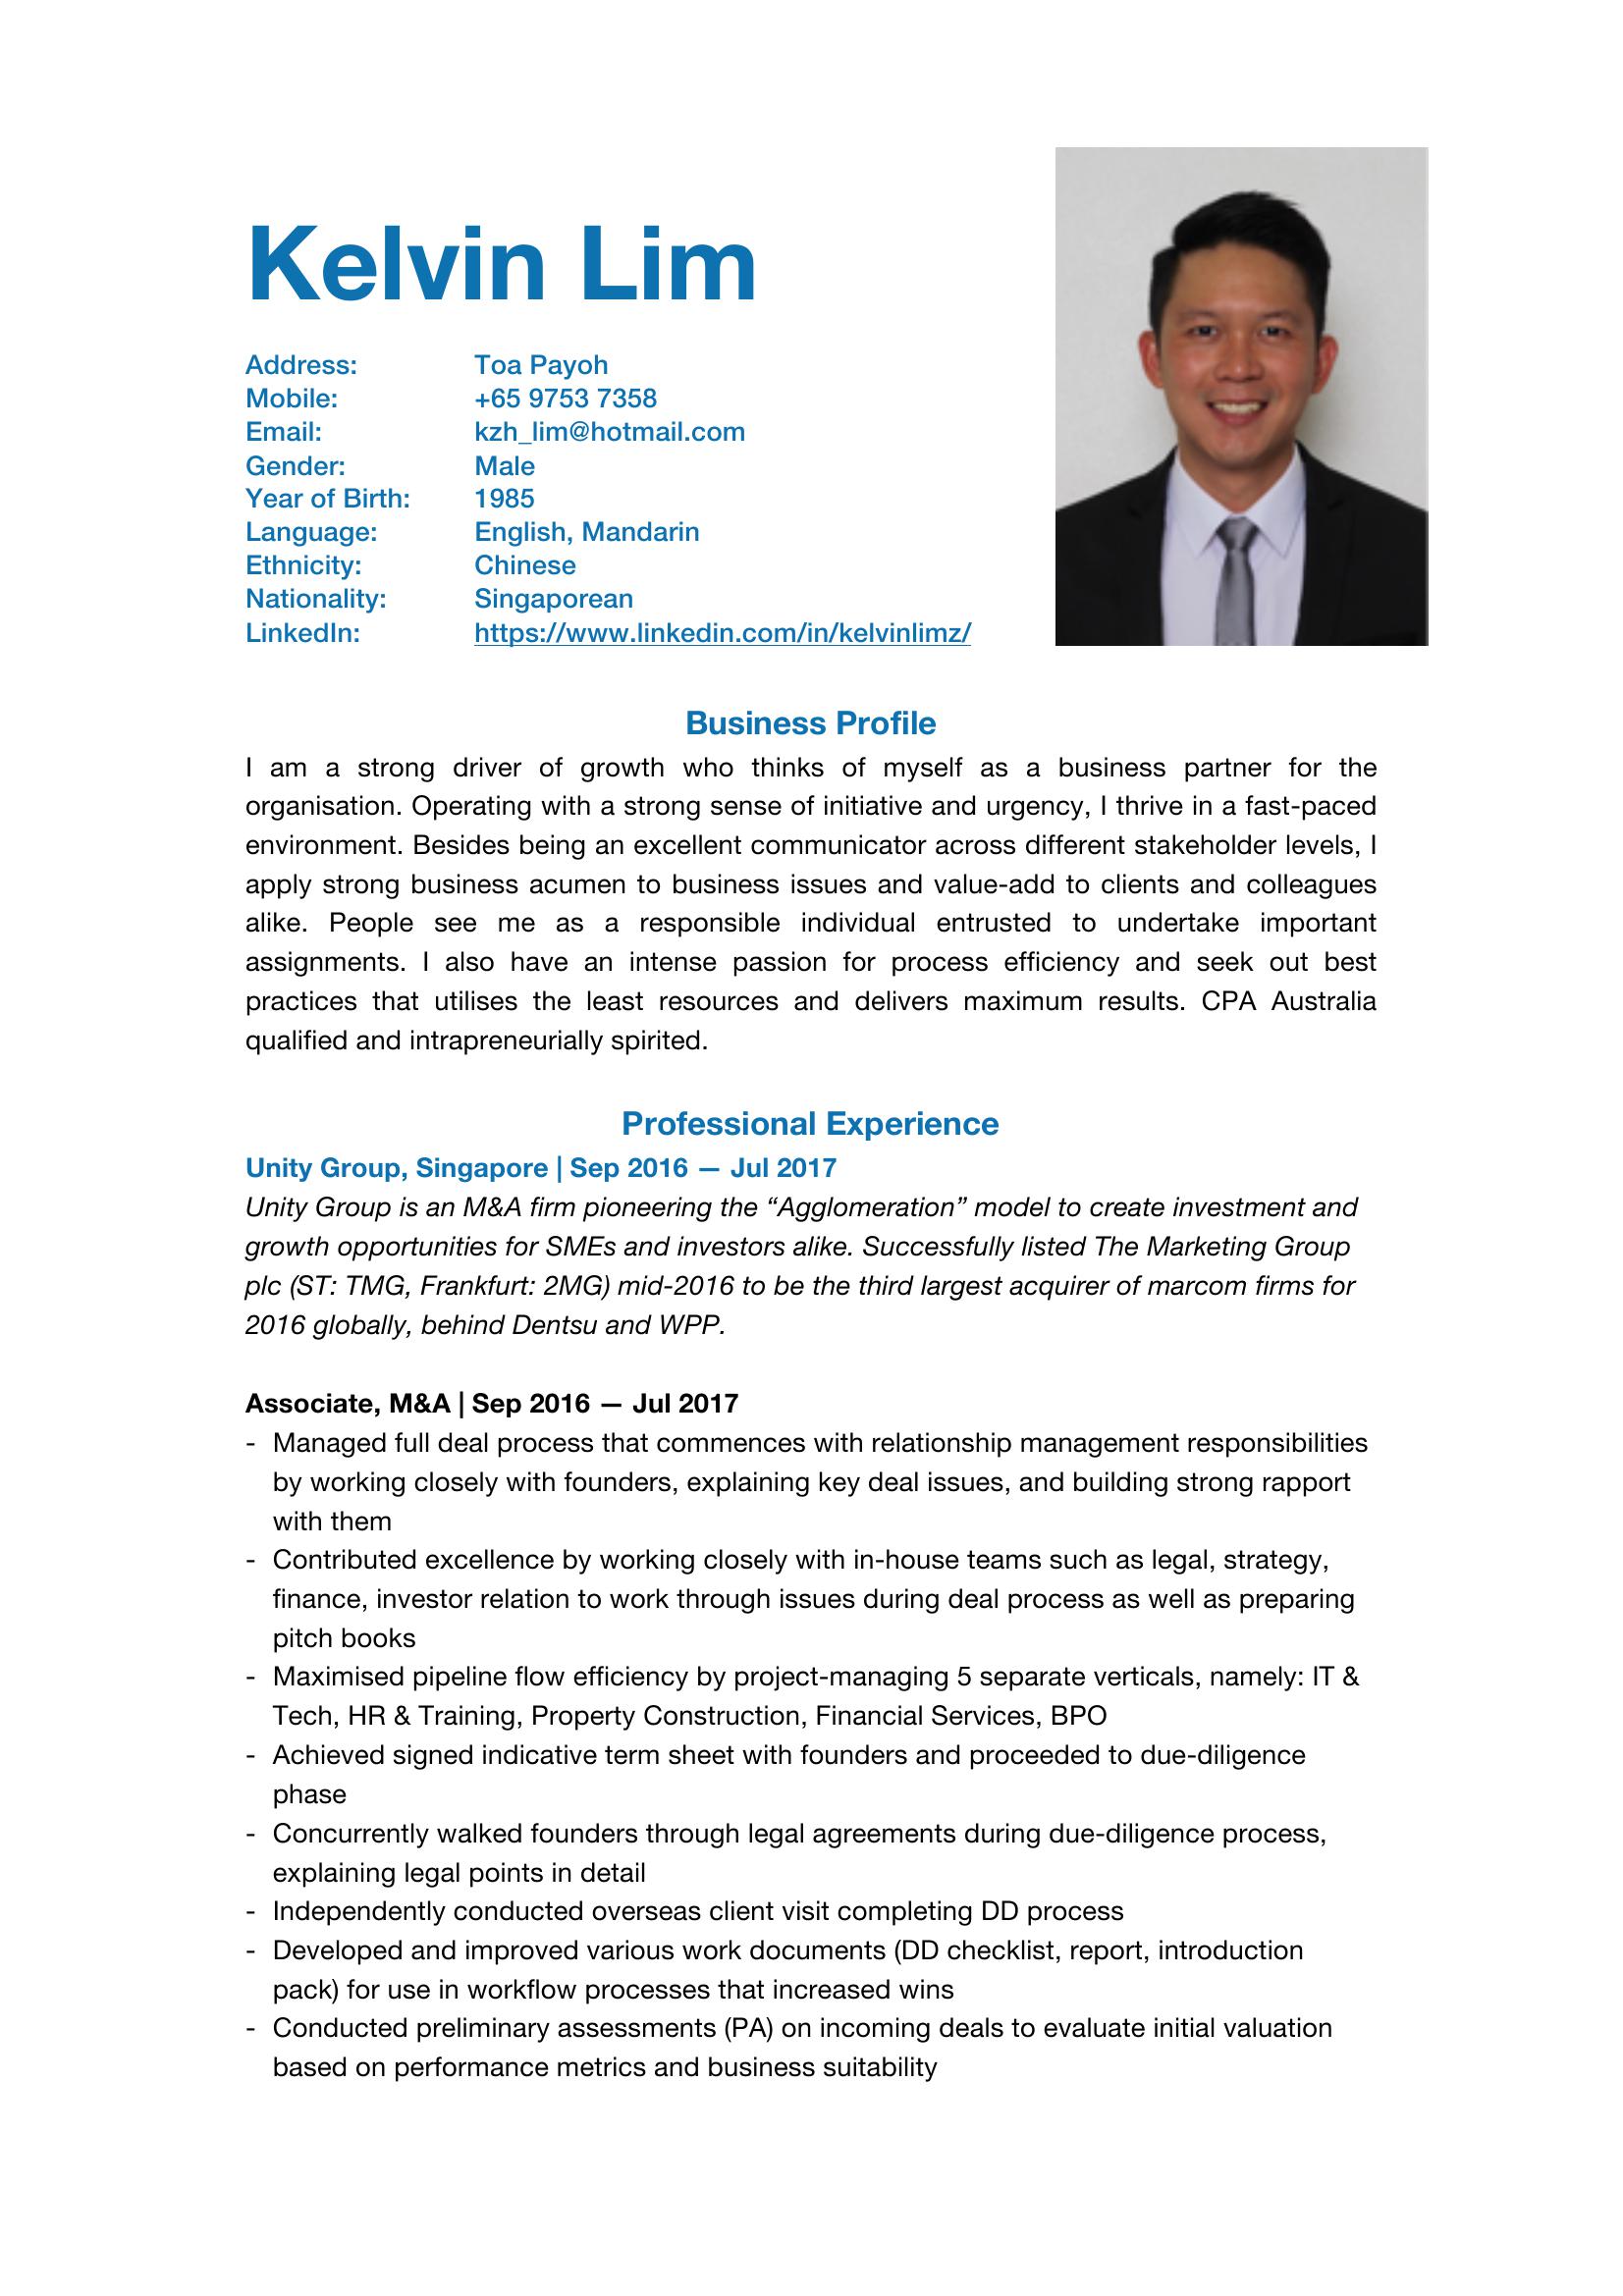 Kelvin Lim
Address: Toa Payoh
Mobile: +65 9753 7358
Email: kzh_lim@hotmail.com
Gender: Male
Year of Birth: 1985
Language: English, Mandarin
Ethnicity: Chinese
Nationality: Singaporean
LinkedIn: https://www.linkedin.com/in/kelvinlimz/
Business Profile
I am a strong driver of growth who thinks of myself as a business partner for the
organisation. Operating with a strong sense of initiative and urgency, I thrive in a fast-paced
environment. Besides being an excellent communicator across different stakeholder levels, I
apply strong business acumen to business issues and value-add to clients and colleagues
alike. People see me as a responsible individual entrusted to undertake important
assignments. I also have an intense passion for process efficiency and seek out best
practices that utilises the least resources and delivers maximum results. CPA Australia
qualified and intrapreneurially spirited.
Professional Experience
Unity Group, Singapore | Sep 2016 — Jul 2017
Unity Group is an M&A firm pioneering the “Agglomeration” model to create investment and
growth opportunities for SMEs and investors alike. Successfully listed The Marketing Group
plc (ST: TMG, Frankfurt: 2MG) mid-2016 to be the third largest acquirer of marcom firms for
2016 globally, behind Dentsu and WPP.
Associate, M&A | Sep 2016 — Jul 2017
- Managed full deal process that commences with relationship management responsibilities
by working closely with founders, explaining key deal issues, and building strong rapport
with them
- Contributed excellence by working closely with in-house teams such as legal, strategy,
finance, investor relation to work through issues during deal process as well as preparing
pitch books
- Maximised pipeline flow efficiency by project-managing 5 separate verticals, namely: IT &
Tech, HR & Training, Property Construction, Financial Services, BPO
- Achieved signed indicative term sheet with founders and proceeded to due-diligence
phase
- Concurrently walked founders through legal agreements during due-diligence process,
explaining legal points in detail
- Independently conducted overseas client visit completing DD process
- Developed and improved various work documents (DD checklist, report, introduction
pack) for use in workflow processes that increased wins
- Conducted preliminary assessments (PA) on incoming deals to evaluate initial valuation
based on performance metrics and business suitability